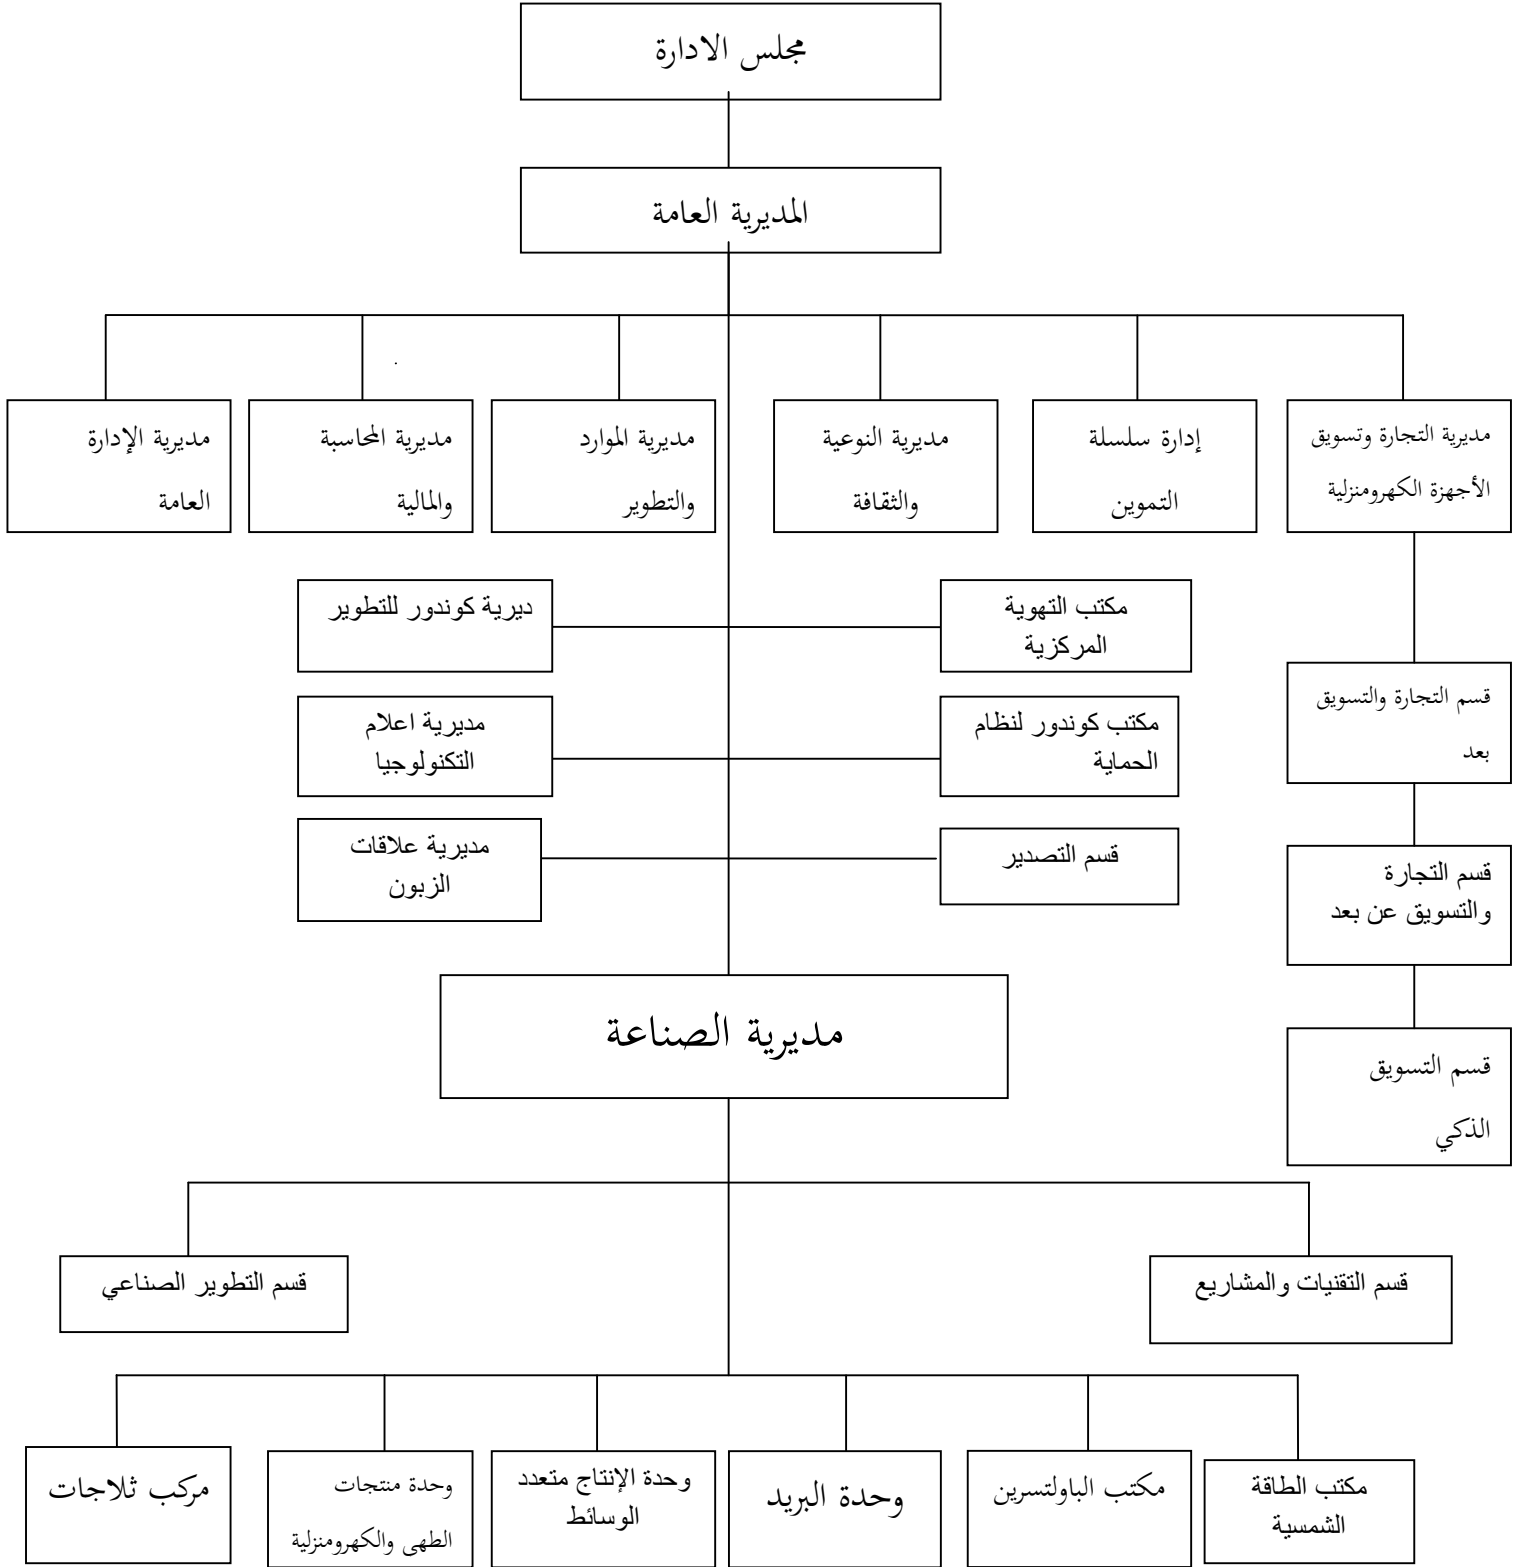 مجلس الادارة
المديرية العامة
مديرية التجارة وتسويق
الأجهزة الكهرومنزلية
إدارة سلسلة
التموين
مديرية النوعية
والثقافة
مديرية الموارد
والتطوير
مديرية المحاسبة
والمالية
مديرية الإدارة
العامة
مكتب التهوية
المركزية
ديرية كوندور للتطوير
قسم التجارة والتسويق
بعد
مكتب كوندور لنظام
الحماية
مديرية اعلام
التكنولوجيا
قسم التصدير
مديرية علاقات
الزبون
قسم التجارة
والتسويق عن بعد
مديرية الصناعة
قسم التسويق
الذكي
قسم التقنيات والمشاريع
قسم التطوير الصناعي
مكتب الطاقة
الشمسية
مكتب الباولتسرين
وحدة البريد
وحدة الإنتاج متعدد
الوسائط
وحدة منتجات
الطهى والكهرومنزلية
مركب ثلاجات